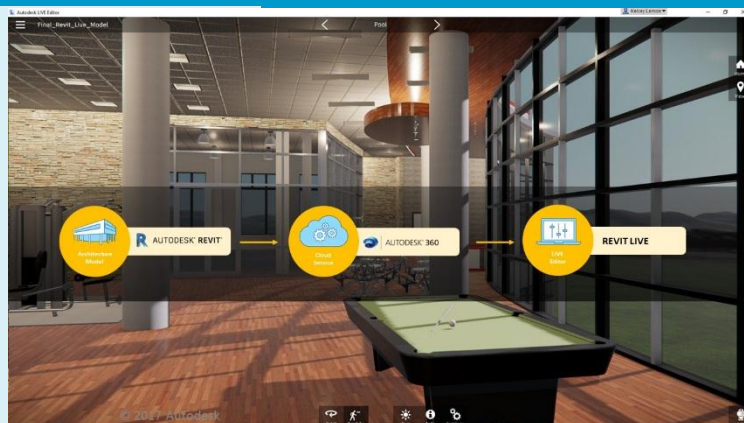 Autodesk LIVE Editor
Final_Revit_Live_Model
Pool
Architecture
Model
AUTODESK® REVIT®
Cloud
Service
AUTODESK® 360
LIVE
Editor
REVIT LIVE
© 2017 Autodesk